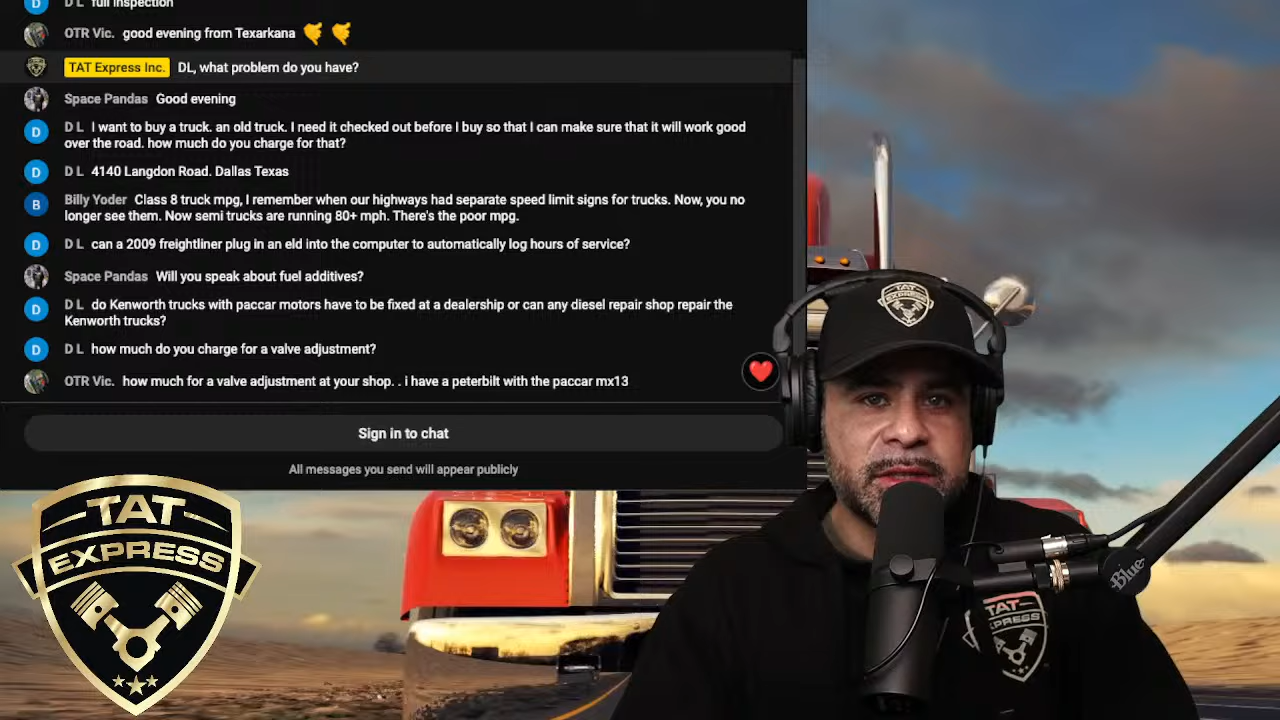 D L full inspection
OTR Vic. good evening from Texarkana
TAT Express Inc. DL, what problem do you have?
Space Pandas Good evening
D
D L I want to buy a truck. an old truck. I need it checked out before I buy so that I can make sure that it will work good
over the road. how much do you charge for that?
D
D L 4140 Langdon Road. Dallas Texas
B
Billy Yoder Class 8 truck mpg, I remember when our highways had separate speed limit signs for trucks. Now, you no
longer see them. Now semi trucks are running 80+ mph. There's the poor mpg.
D
D L can a 2009 freightliner plug in an eld into the computer to automatically log hours of service?
Space Pandas Will you speak about fuel additives?
D
D L do Kenworth trucks with paccar motors have to be fixed at a dealership or can any diesel repair shop repair the
Kenworth trucks?
D
D L how much do you charge for a valve adjustment?
OTR Vic. how much for a valve adjustment at your shop. . i have a peterbilt with the paccar mx13
Sign in to chat
All messages you send will appear publicly
TAT
EXPRESS
TAT
EXPRESS
Blue
TAT
EXPRESS